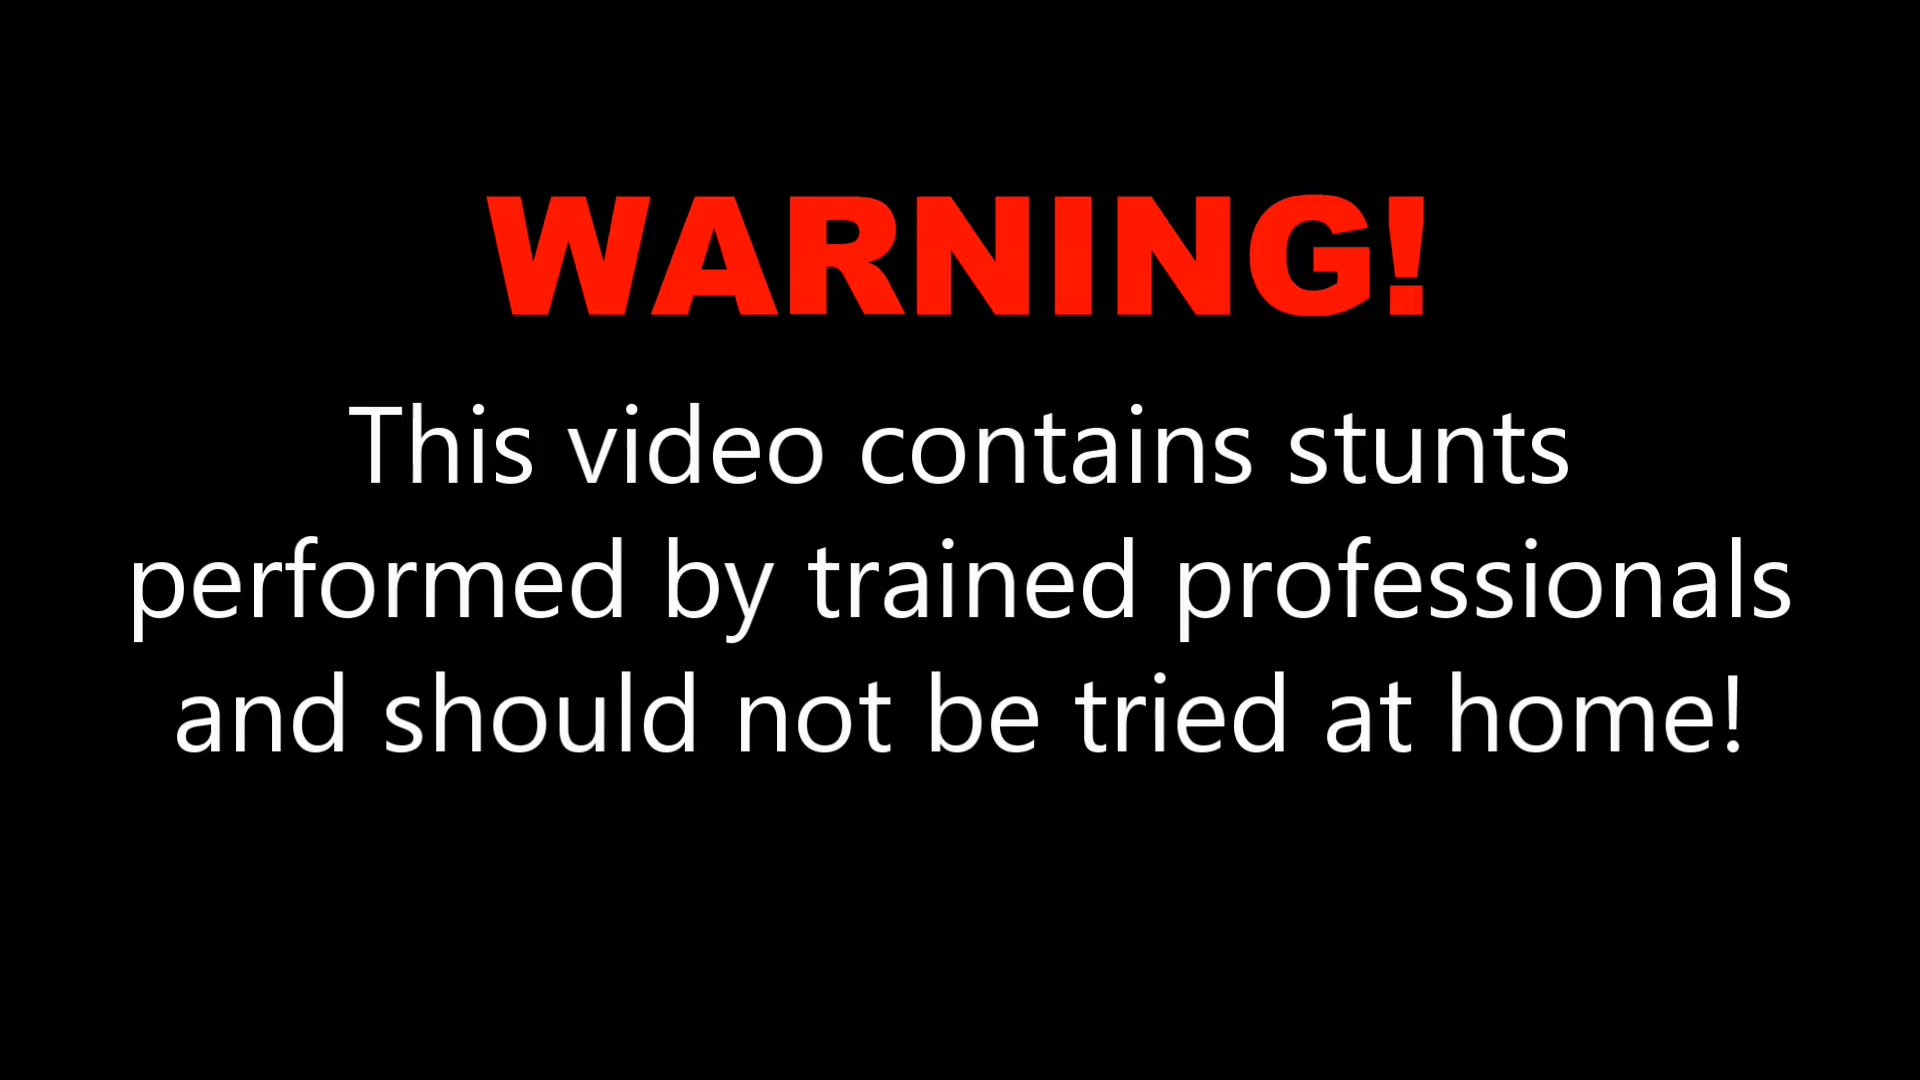 WARNING!
This video contains stunts
performed by trained professionals
and should not be tried at home!